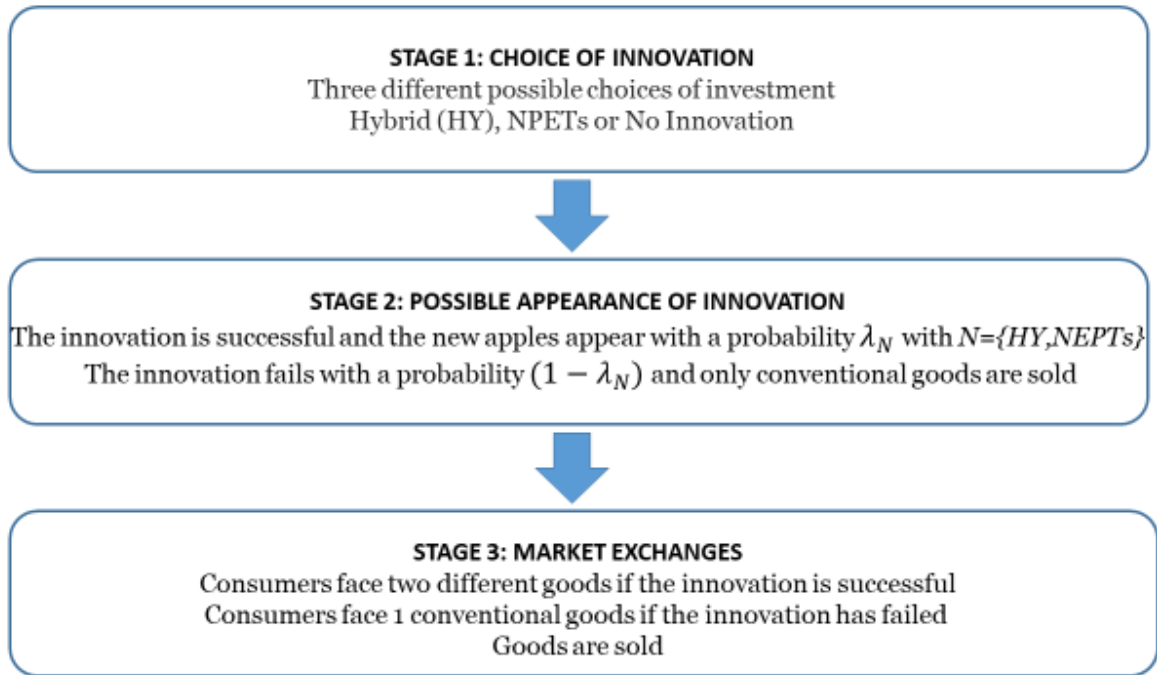 STAGE 1: CHOICE OF INNOVATION
Three different possible choices of investment
Hybrid (HY), NPETs or No Innovation
STAGE 2: POSSIBLE APPEARANCE OF INNOVATION
The innovation is successful and the new apples appear with a probability λ_N with N={HY,NEPTs}
The innovation fails with a probability (1 − λ_N) and only conventional goods are sold
STAGE 3: MARKET EXCHANGES
Consumers face two different goods if the innovation is successful
Consumers face 1 conventional goods if the innovation has failed
Goods are sold